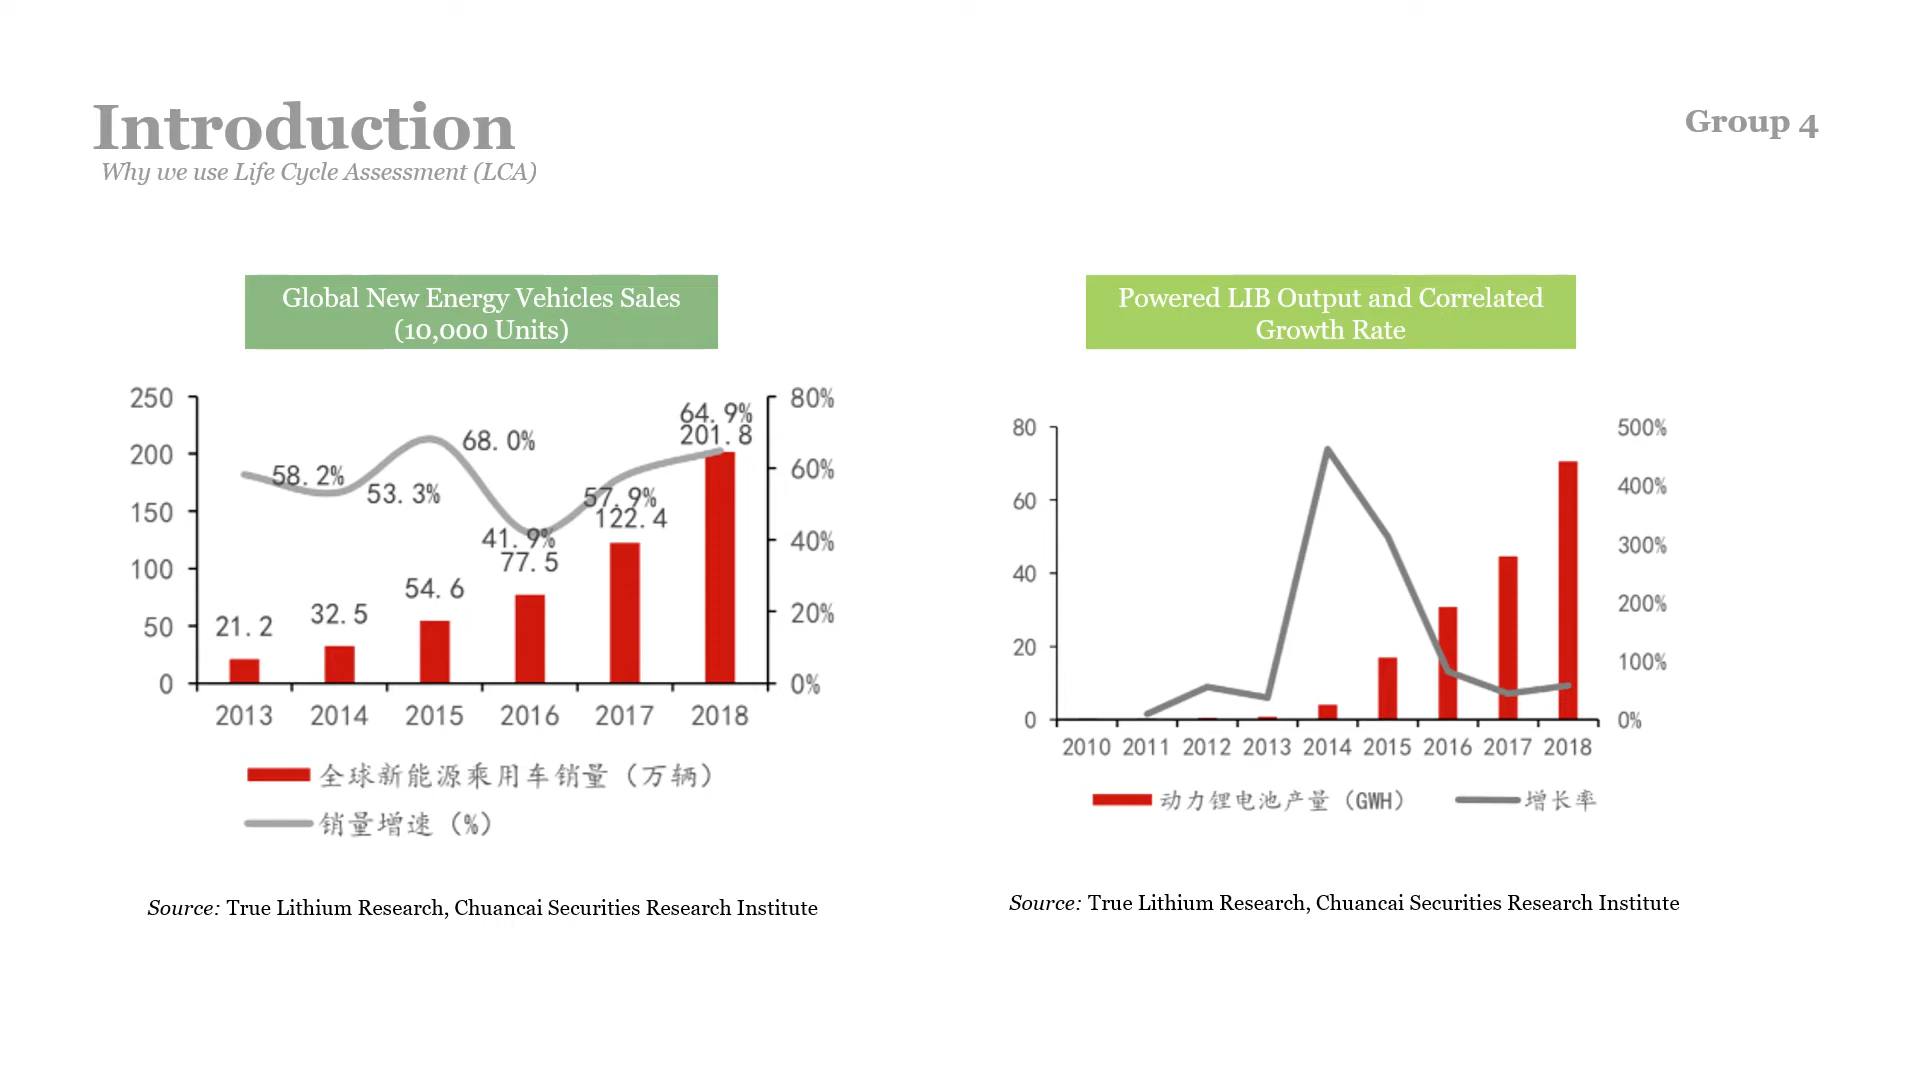 Introduction
Why we use Life Cycle Assessment (LCA)
Group 4
Global New Energy Vehicles Sales
(10,000 Units)
250
200
150
100
50
0
80%
60%
40%
20%
0%
58.2%
53.3%
68.0%
41.9%
57.9%
64.9%
21.2
32.5
54.6
77.5
122.4
201.8
2013 2014 2015 2016 2017 2018
全球新能源乘用车销量（万辆）
销量增速（%）
Source: True Lithium Research, Chuancai Securities Research Institute
Powered LIB Output and Correlated
Growth Rate
80
60
40
20
0
500%
400%
300%
200%
100%
0%
2010 2011 2012 2013 2014 2015 2016 2017 2018
动力锂电池产量（GWH） 增长率
Source: True Lithium Research, Chuancai Securities Research Institute